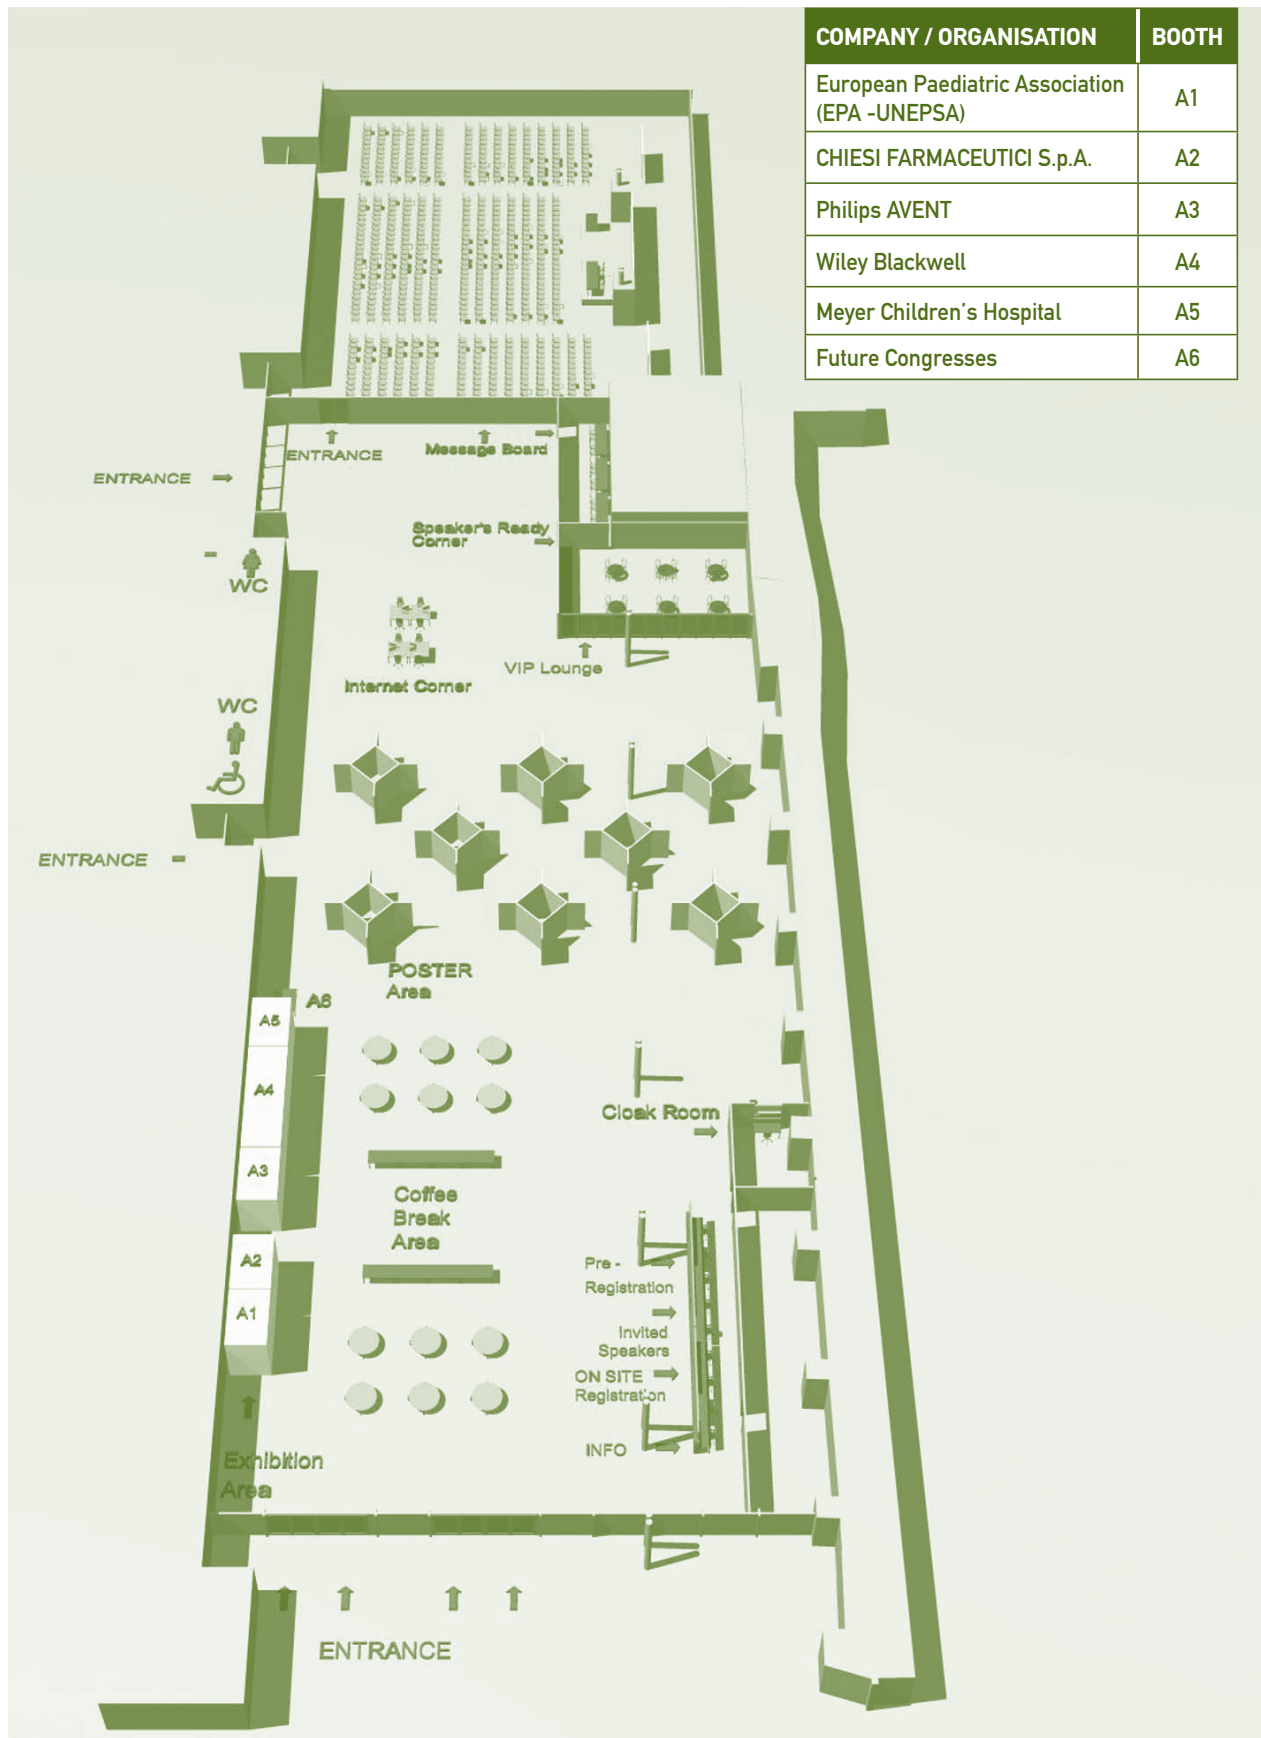 COMPANY / ORGANISATION BOOTH
European Paediatric Association
(EPA -UNEPSA) A1
CHIESI FARMACEUTICI S.p.A. A2
Philips AVENT A3
Wiley Blackwell A4
Meyer Children's Hospital A5
Future Congresses A6
ENTRANCE
Message Board
ENTRANCE
Speaker's Ready
Corner
WC
VIP Lounge
Internet Corner
WC
ENTRANCE
POSTER
Area
A6
A5
A4
Cloak Room
A3
Coffee
Break
Area
A2
Pre -
Registration
A1
Invited
Speakers
ON SITE
Registration
INFO
Exhibition
Area
ENTRANCE